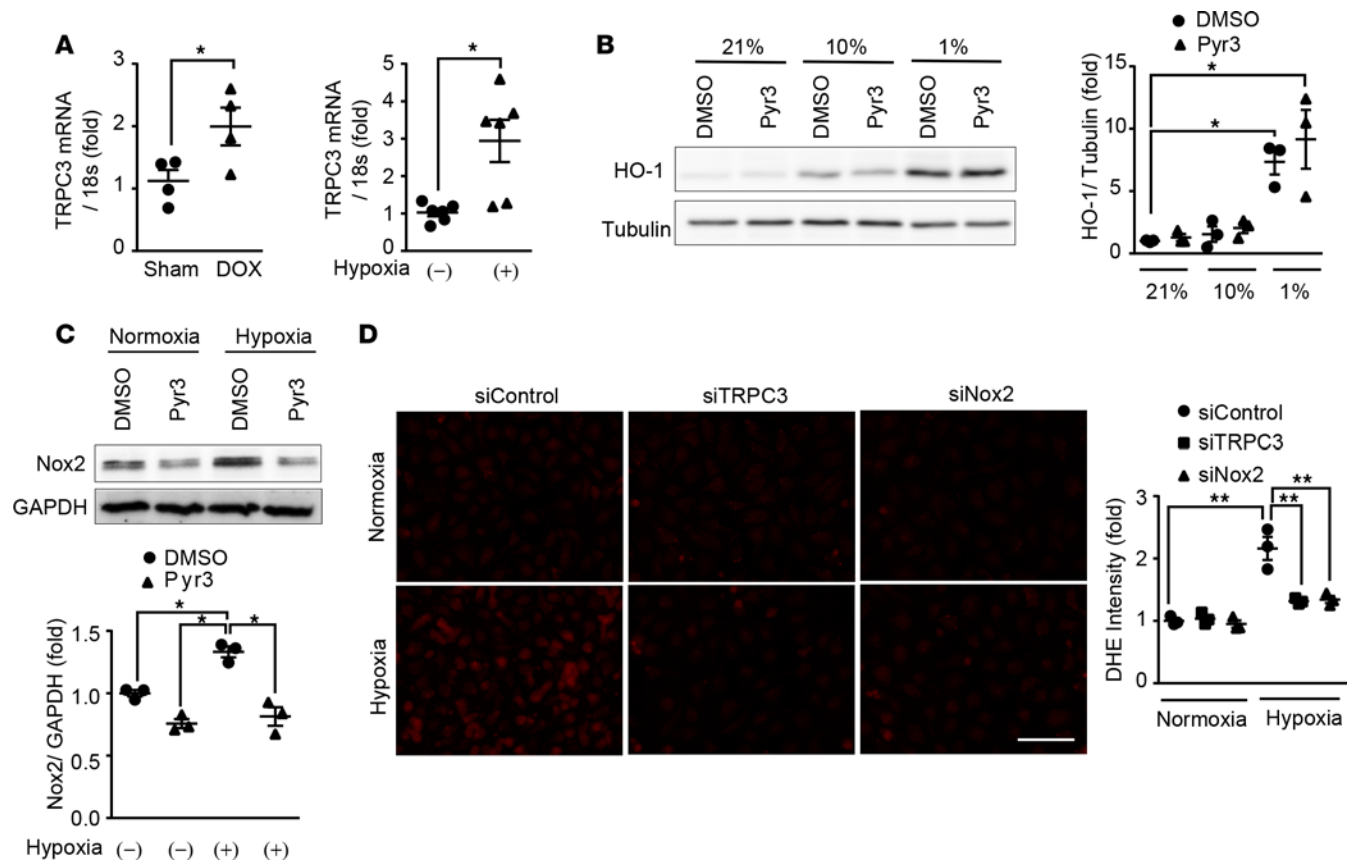 A
TRPC3 mRNA
/ 18s (fold)
3
2
1
0
*
Sham DOX
TRPC3 mRNA
/ 18s (fold)
5
4
3
2
1
0
*
Hypoxia (−) (+)
B
21% 10% 1%
DMSO Pyr3 DMSO Pyr3 DMSO Pyr3
HO-1
Tubulin
DMSO
Pyr3
HO-1/ Tubulin (fold)
15
10
5
0
*
*
21% 10% 1%
C
Normoxia Hypoxia
DMSO Pyr3 DMSO Pyr3
Nox2
GAPDH
DMSO
Pyr3
Nox2/ GAPDH (fold)
1.5
1.0
0.5
0.0
*
* *
Hypoxia (−) (−) (+) (+)
D
siControl siTRPC3 siNox2
Normoxia
Hypoxia
siControl
siTRPC3
siNox2
DHE Intensity (fold)
3
2
1
0
**
** **
Normoxia Hypoxia